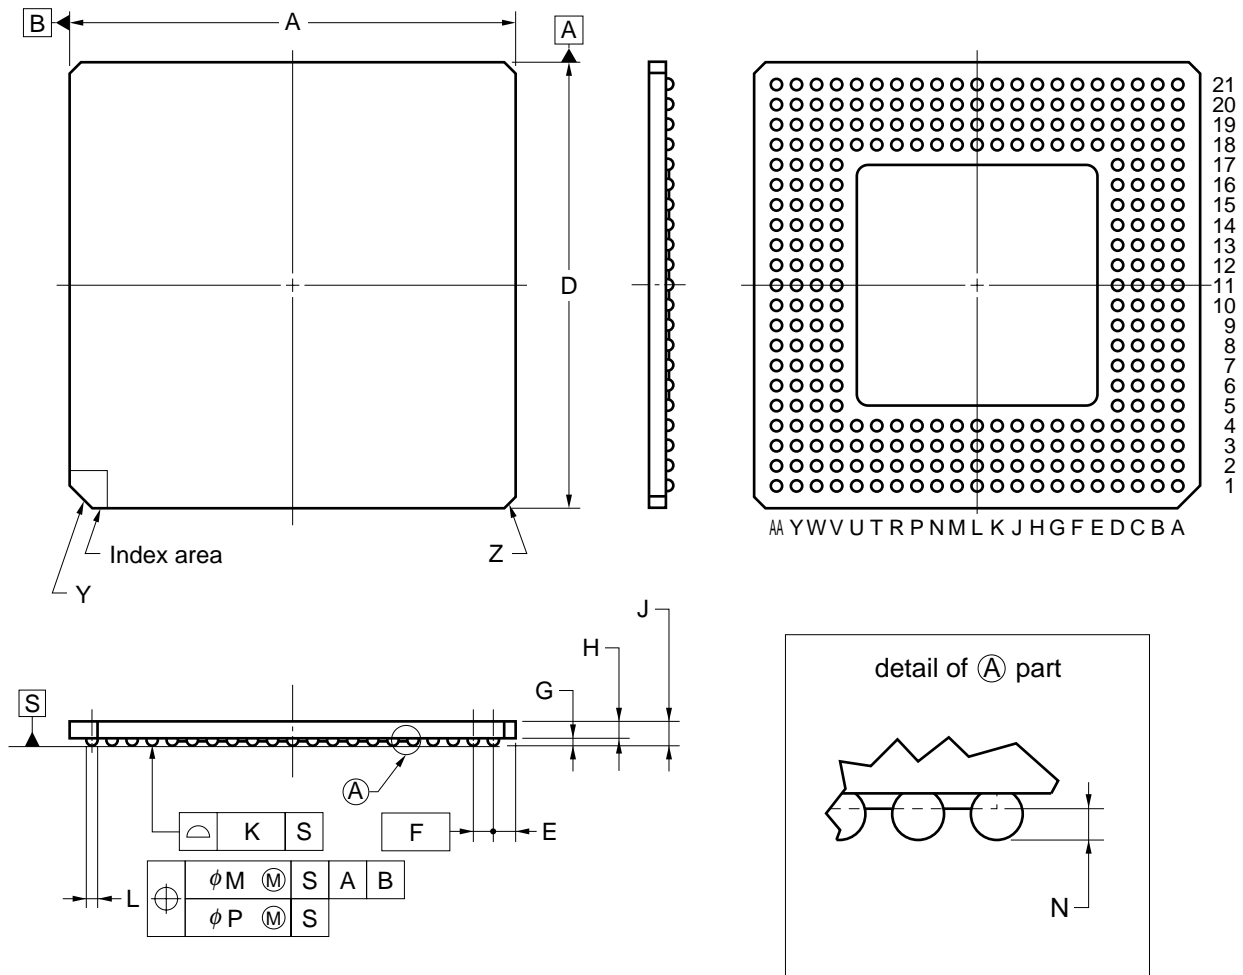 B
A
A
D
Index area
Y
Z
21
20
19
18
17
16
15
14
13
12
11
10
9
8
7
6
5
4
3
2
1
AA Y W V U T R P N M L K J H G F E D C B A
J
H
G
S
A
K S
F
E
L
ϕM Ⓜ S A B
ϕP Ⓜ S
detail of Ⓐ part
N